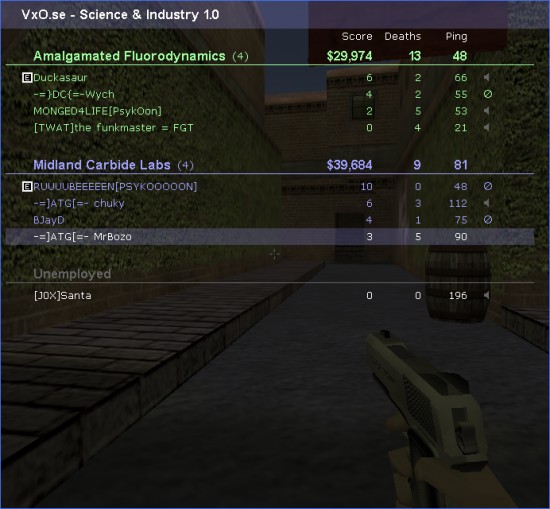 VxO.se - Science & Industry 1.0
Score Deaths Ping
Amalgamated Fluorodynamics (4) $29,974 13 48
E Duckasaur 6 2 66
-=}DC{=-Wych 4 2 55
MONGED4LIFE[PsykOon] 2 5 53
[TWAT]the funkmaster = FGT 0 4 21
Midland Carbide Labs (4) $39,684 9 81
E RUUUUBEEEEEN[PSYKOOOOON] 10 0 48
-=]ATG[=- chuky 6 3 112
BJayD 4 1 75
-=]ATG[=- MrBozo 3 5 90
Unemployed
[J0X]Santa 0 0 196